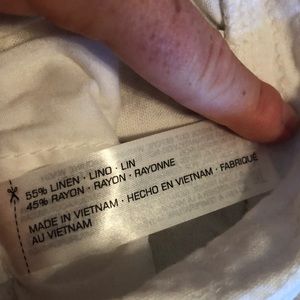 55% LINEN · LINO · LIN
45% RAYON · RAYON · RAYONNE
MADE IN VIETNAM · HECHO EN VIETNAM · FABRIQUÉ
AU VIETNAM